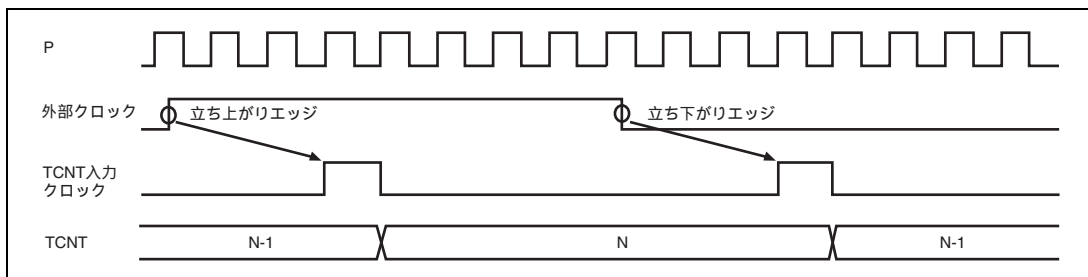 P
外部クロック
立ち上がりエッジ
立ち下がりエッジ
TCNT入力
クロック
TCNT
N-1
N
N-1